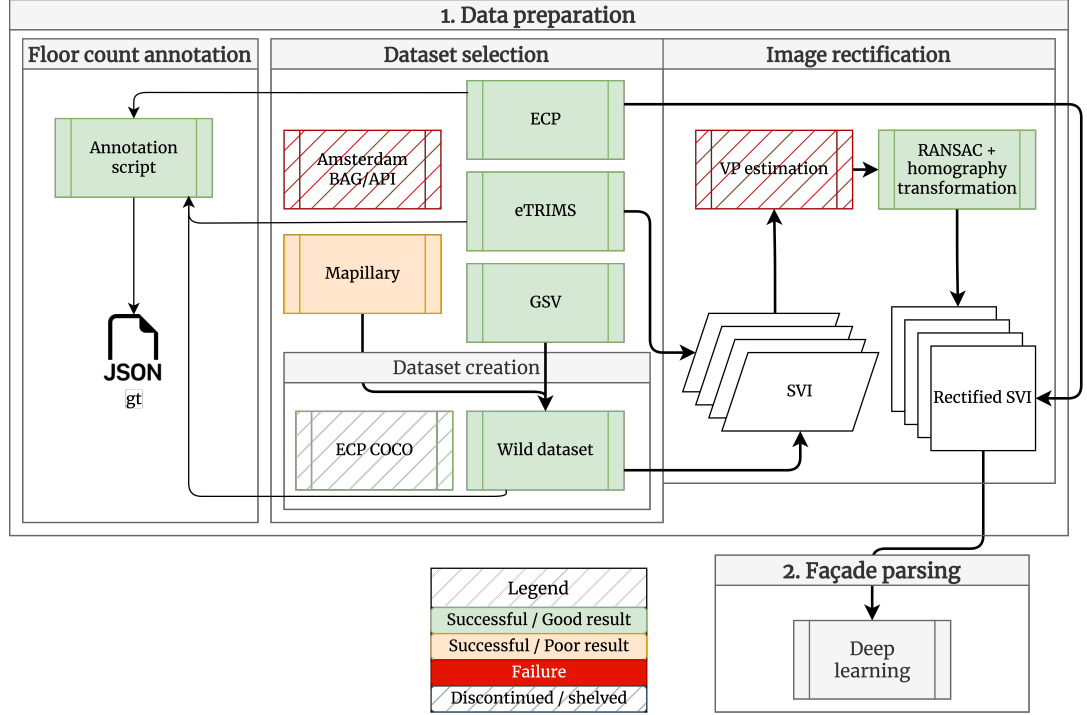 1. Data preparation
Floor count annotation
Dataset selection
Image rectification
Annotation
script
JSON
gt
ECP
Amsterdam
BAG/API
eTRIMS
Mapillary
GSV
Dataset creation
ECP COCO
Wild dataset
VP estimation
RANSAC +
homography
transformation
SVI
Rectified SVI
2. Façade parsing
Deep
learning
Legend
Successful / Good result
Successful / Poor result
Failure
Discontinued / shelved